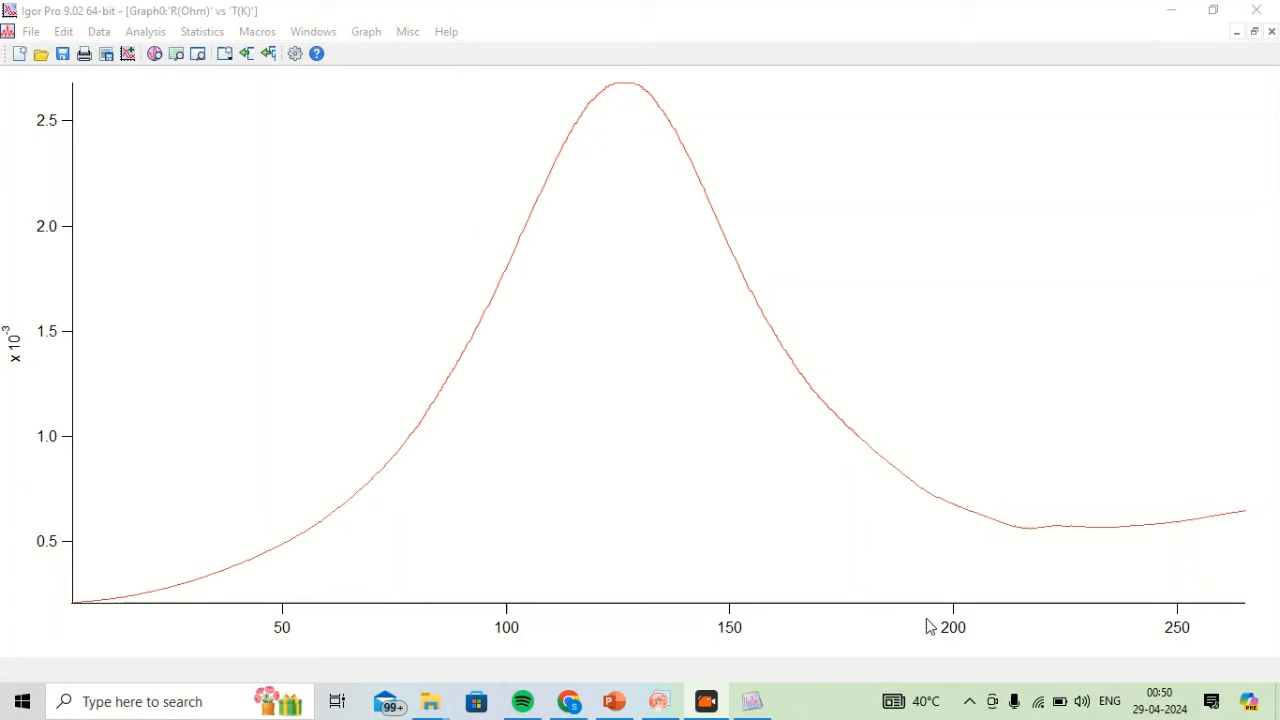 Igor Pro 9.02 64-bit - [Graph0:'R(Ohm)' vs 'T(K)']
File Edit Data Analysis Statistics Macros Windows Graph Misc Help
2.5
2.0
1.5
1.0
0.5
x 10-3
50 100 150 200 250
Type here to search
99+
40°C
ENG
00:50
29-04-2024
PRE